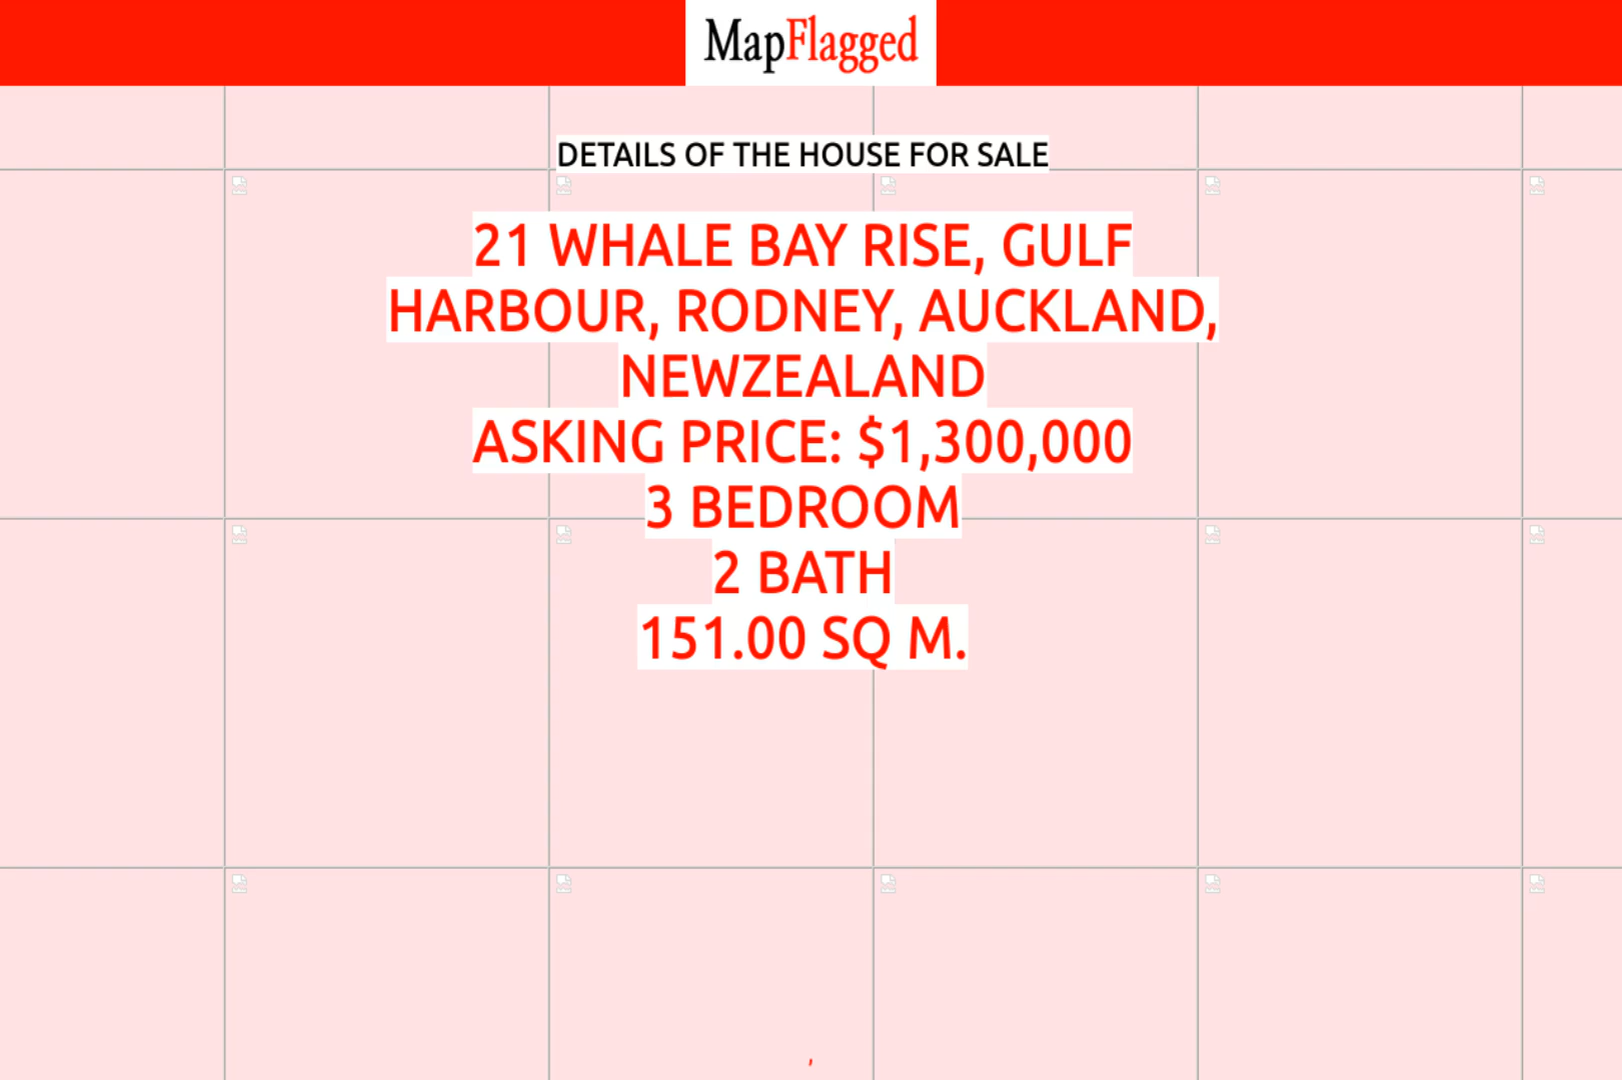 MapFlagged
DETAILS OF THE HOUSE FOR SALE
21 WHALE BAY RISE, GULF
HARBOUR, RODNEY, AUCKLAND,
NEWZEALAND
ASKING PRICE: $1,300,000
3 BEDROOM
2 BATH
151.00 SQ M.
,